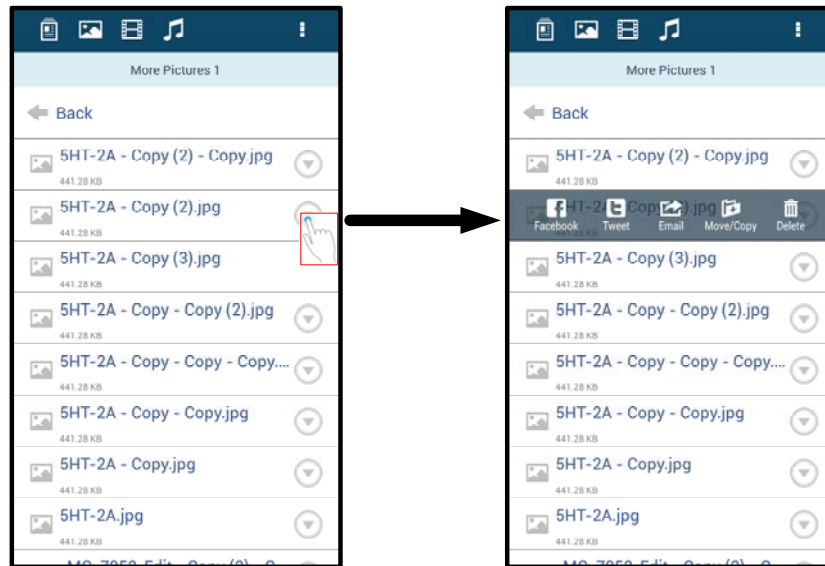 More Pictures 1
Back
5HT-2A - Copy (2) - Copy.jpg
441.28 KB
5HT-2A - Copy (2).jpg
441.28 KB
5HT-2A - Copy (3).jpg
441.28 KB
5HT-2A - Copy - Copy (2).jpg
441.28 KB
5HT-2A - Copy - Copy - Copy....
441.28 KB
5HT-2A - Copy - Copy.jpg
441.28 KB
5HT-2A - Copy.jpg
441.28 KB
5HT-2A.jpg
441.28 KB
More Pictures 1
Back
5HT-2A - Copy (2) - Copy.jpg
441.28 KB
Facebook Tweet Email Move/Copy Delete
5HT-2A - Copy (3).jpg
441.28 KB
5HT-2A - Copy - Copy (2).jpg
441.28 KB
5HT-2A - Copy - Copy - Copy....
441.28 KB
5HT-2A - Copy - Copy.jpg
441.28 KB
5HT-2A - Copy.jpg
441.28 KB
5HT-2A.jpg
441.28 KB